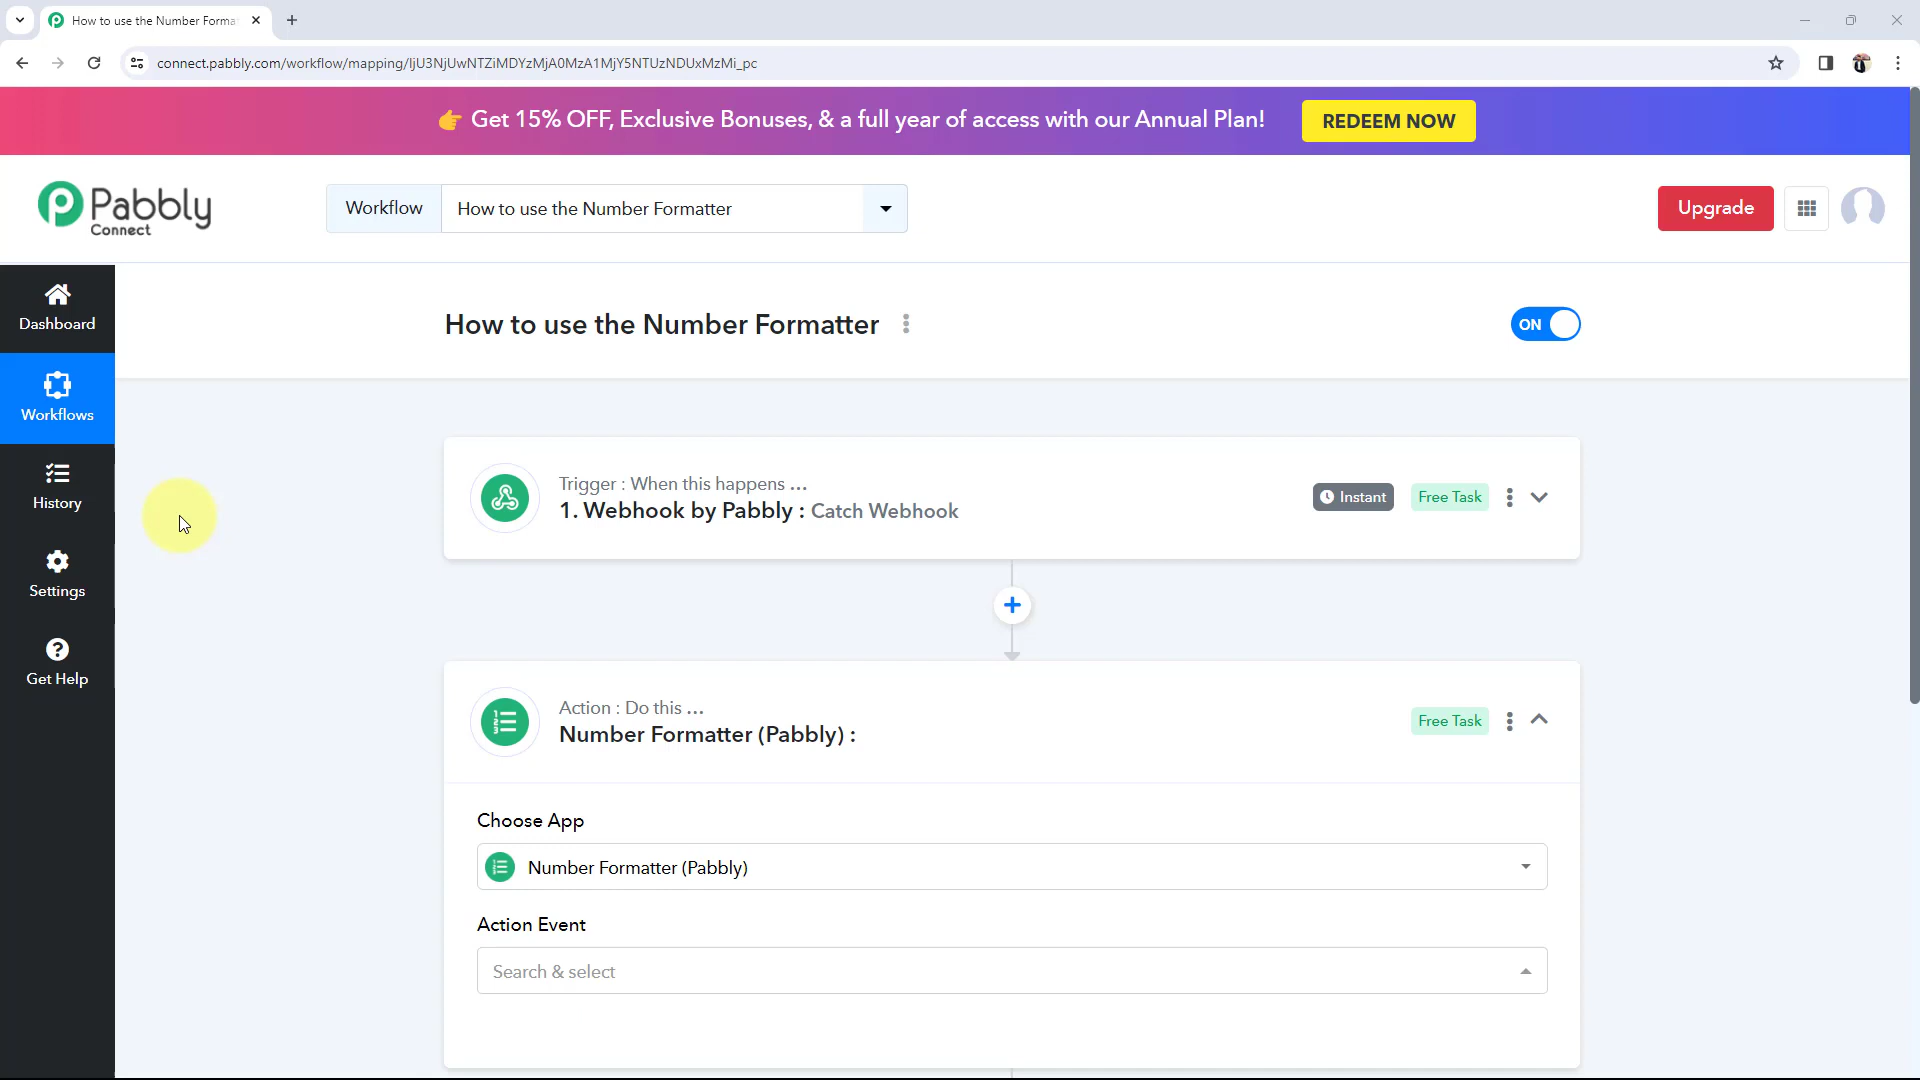 How to use the Number Forma
connect.pabbly.com/workflow/mapping/IjU3NjUwNTZiMDYzMjA0MzA1MjY5NTUzNDUxMzMi_pc
👉 Get 15% OFF, Exclusive Bonuses, & a full year of access with our Annual Plan!
REDEEM NOW
Pabbly
Connect
Workflow
How to use the Number Formatter
Upgrade
Dashboard
Workflows
History
Settings
Get Help
How to use the Number Formatter
ON
Trigger : When this happens ...
1. Webhook by Pabbly : Catch Webhook
Instant
Free Task
Action : Do this ...
Number Formatter (Pabbly) :
Free Task
Choose App
Number Formatter (Pabbly)
Action Event
Search & select